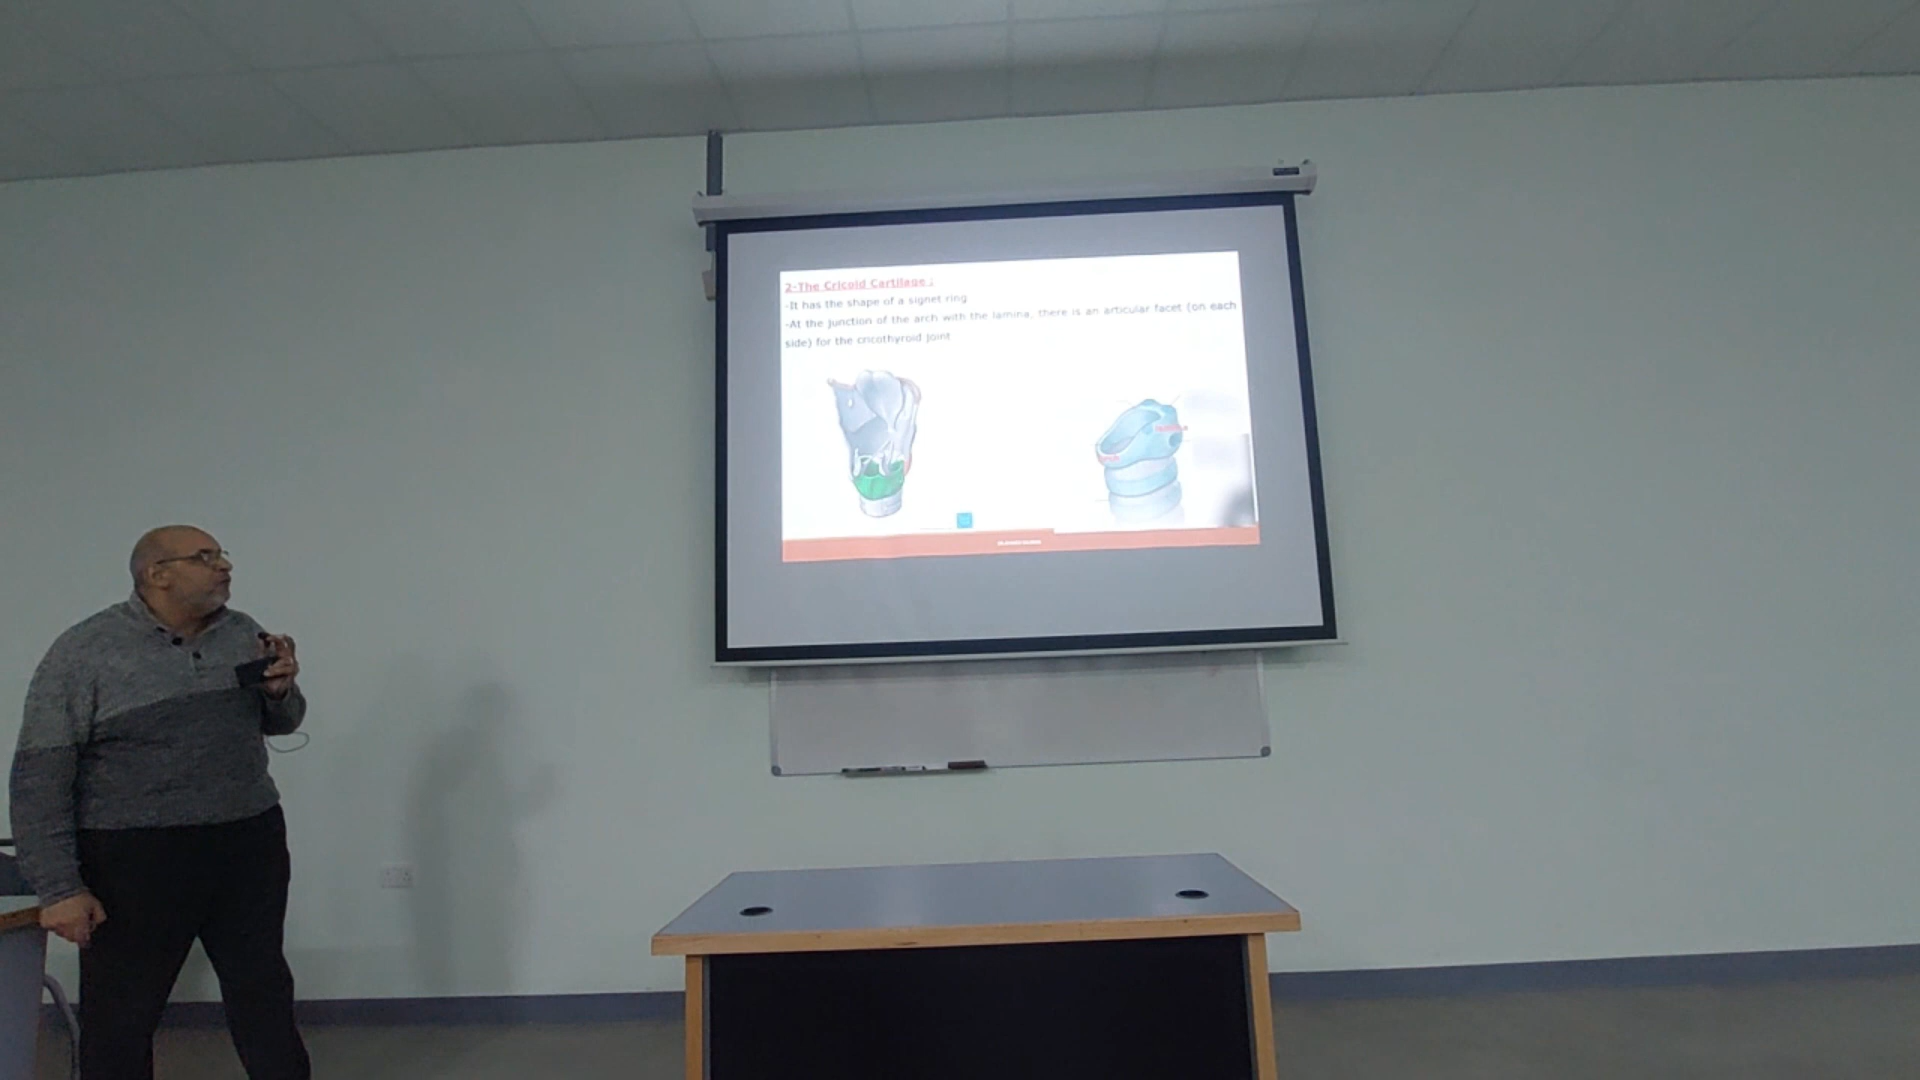 2-The Cricoid Cartilage :
-It has the shape of a signet ring
-At the junction of the arch with the lamina, there is an articular facet (on each
side) for the cricothyroid joint